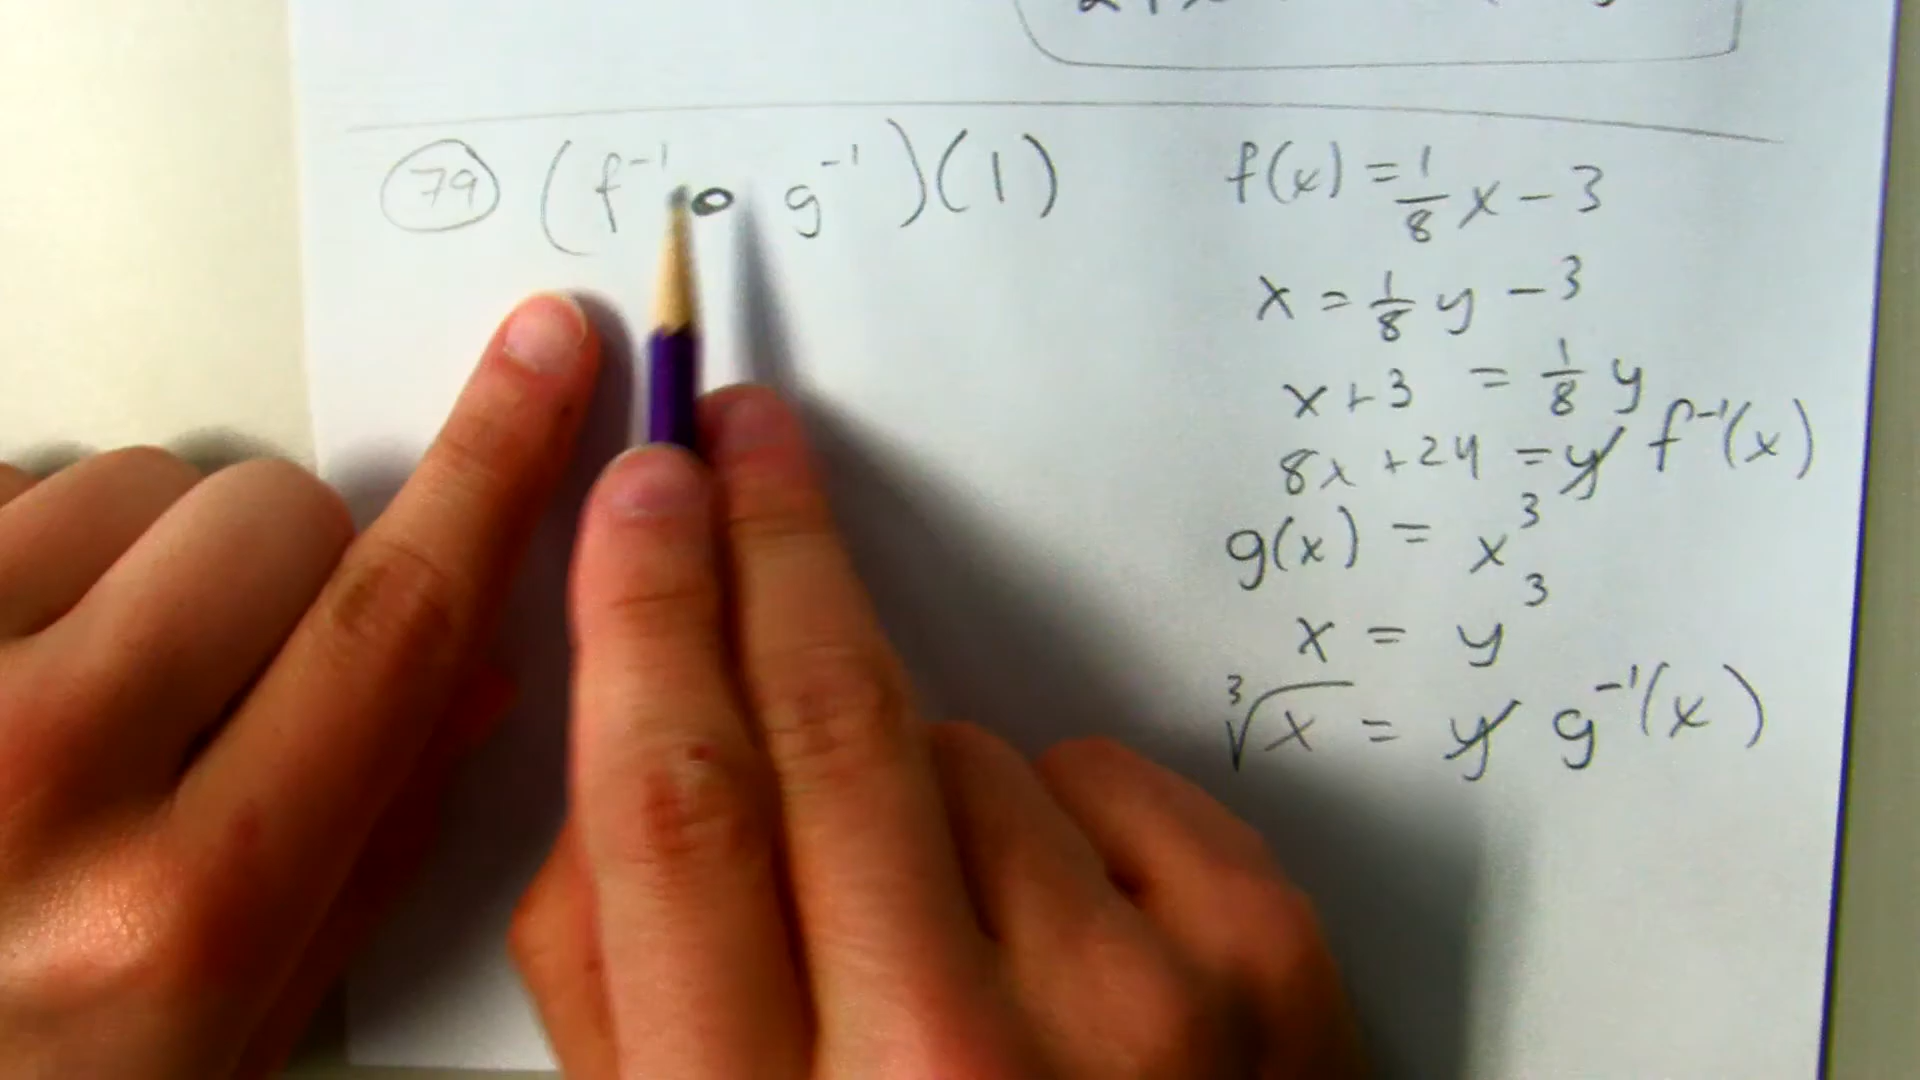 79 (f⁻¹ ∘ g⁻¹)(1)
f(x) = 1/8 x − 3
x = 1/8 y − 3
x + 3 = 1/8 y
8x + 24 = y f⁻¹(x)
g(x) = x³
x = y³
∛x = y g⁻¹(x)